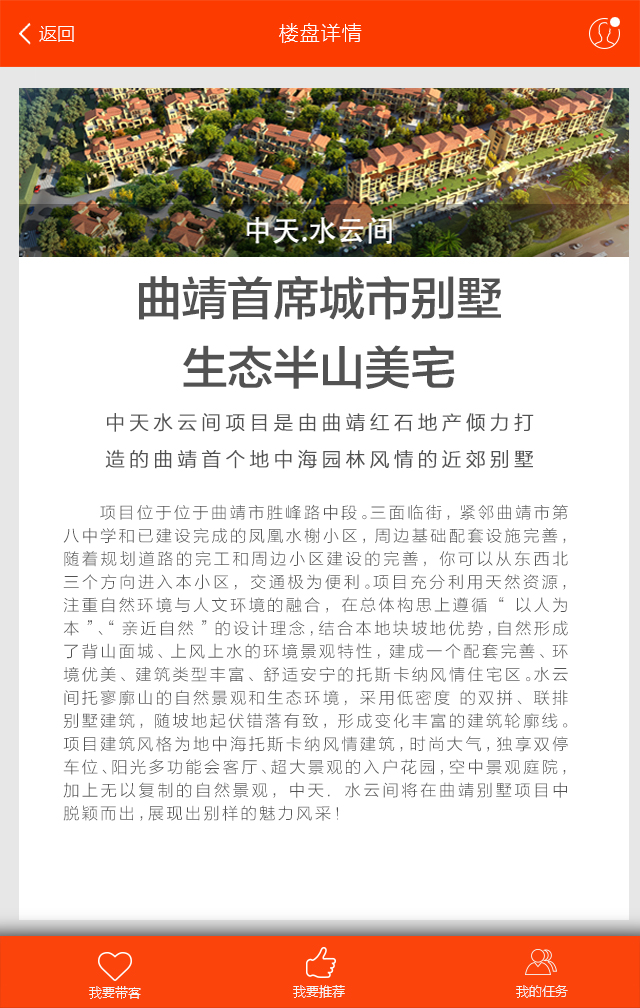 返回
楼盘详情
中天.水云间
曲靖首席城市别墅
生态半山美宅
中天水云间项目是由曲靖红石地产倾力打
造的曲靖首个地中海园林风情的近郊别墅
项目位于位于曲靖市胜峰路中段。三面临街，紧邻曲靖市第
八中学和已建设完成的凤凰水榭小区，周边基础配套设施完善，
随着规划道路的完工和周边小区建设的完善，你可以从东西北
三个方向进入本小区，交通极为便利。项目充分利用天然资源，
注重自然环境与人文环境的融合，在总体构思上遵循“以人为
本”、“亲近自然”的设计理念，结合本地块坡地优势，自然形成
了背山面城、上风上水的环境景观特性，建成一个配套完善、环
境优美、建筑类型丰富、舒适安宁的托斯卡纳风情住宅区。水云
间托寥廓山的自然景观和生态环境，采用低密度 的双拼、联排
别墅建筑，随坡地起伏错落有致，形成变化丰富的建筑轮廓线。
项目建筑风格为地中海托斯卡纳风情建筑，时尚大气，独享双停
车位、阳光多功能会客厅、超大景观的入户花园，空中景观庭院，
加上无以复制的自然景观，中天．水云间将在曲靖别墅项目中
脱颖而出，展现出别样的魅力风采！
我要带客
我要推荐
我的任务